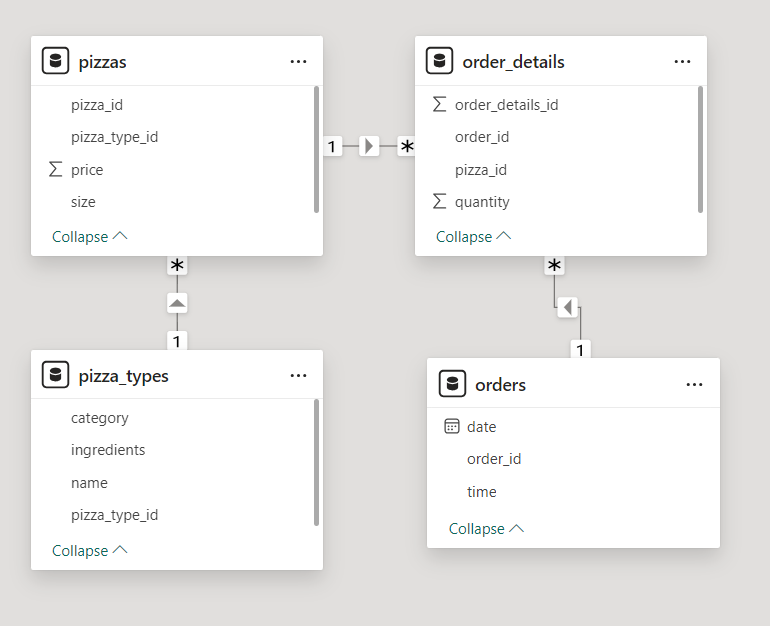 pizzas
pizza_id
pizza_type_id
price
size
Collapse
1
*
order_details
order_details_id
order_id
pizza_id
quantity
Collapse
*
1
pizza_types
category
ingredients
name
pizza_type_id
Collapse
*
1
orders
date
order_id
time
Collapse